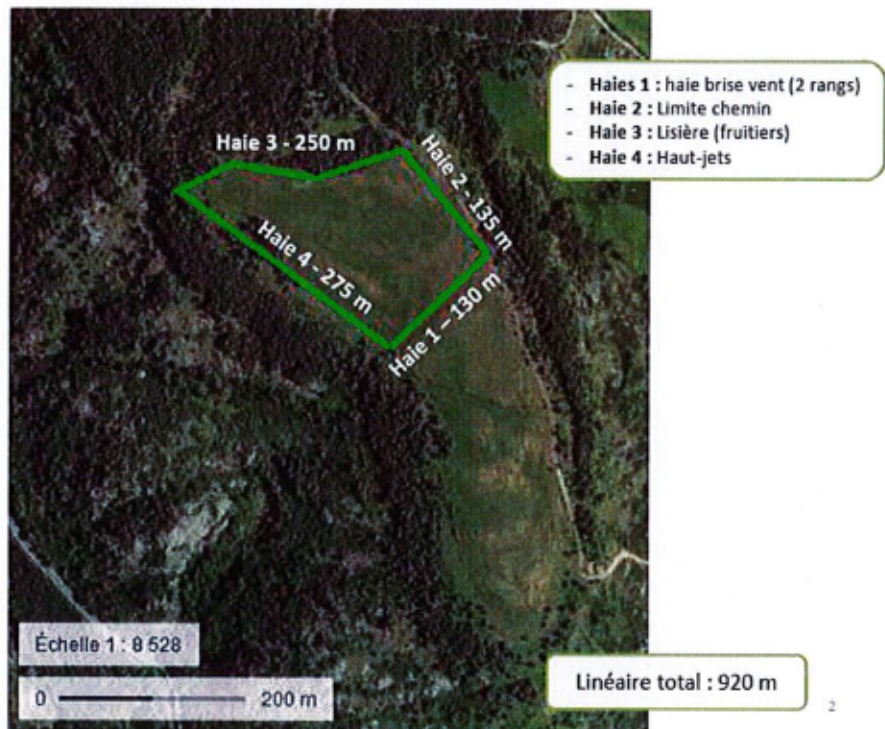 - Haies 1 : haie brise vent (2 rangs)
- Haie 2 : Limite chemin
- Haie 3 : Lisière (fruitiers)
- Haie 4 : Haut-jets
Haie 3 - 250 m
Haie 2 - 135 m
Haie 4 - 275 m
Haie 1 – 130 m
Échelle 1 : 8 528
0 200 m
Linéaire total : 920 m
2